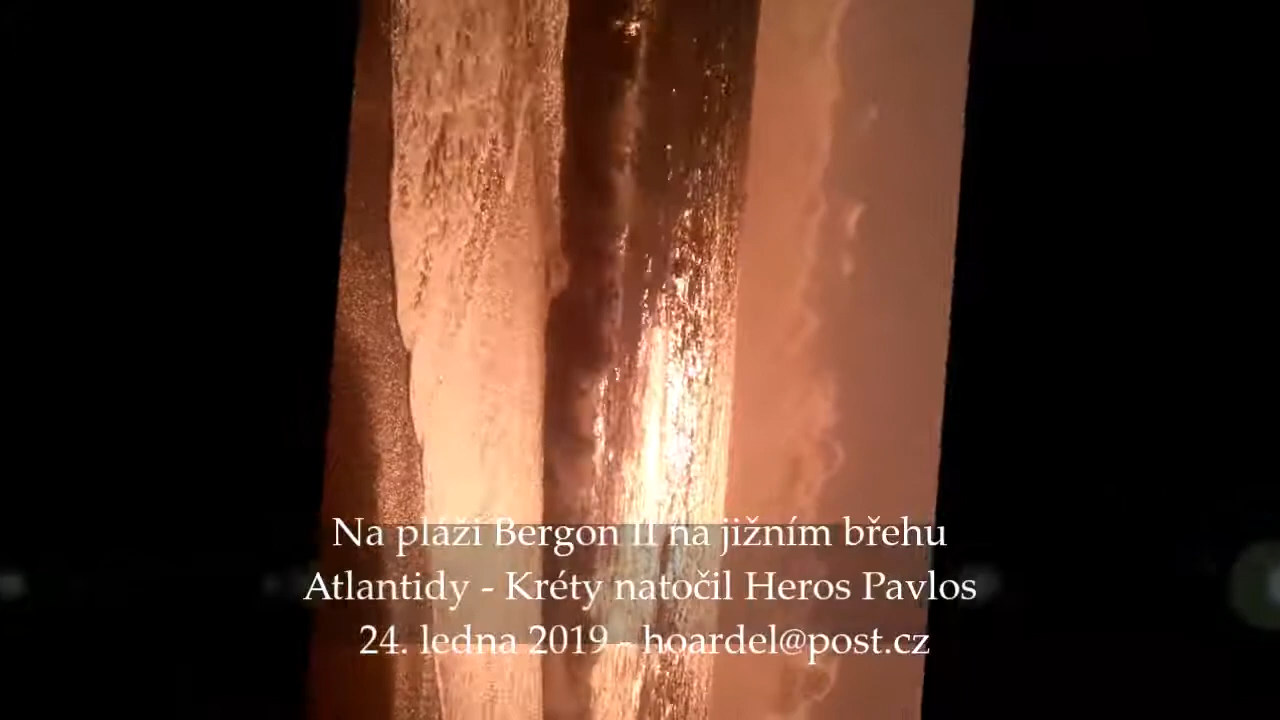 Na pláži Bergon II na jižním břehu
Atlantidy - Kréty natočil Heros Pavlos
24. ledna 2019 - hoardel@post.cz